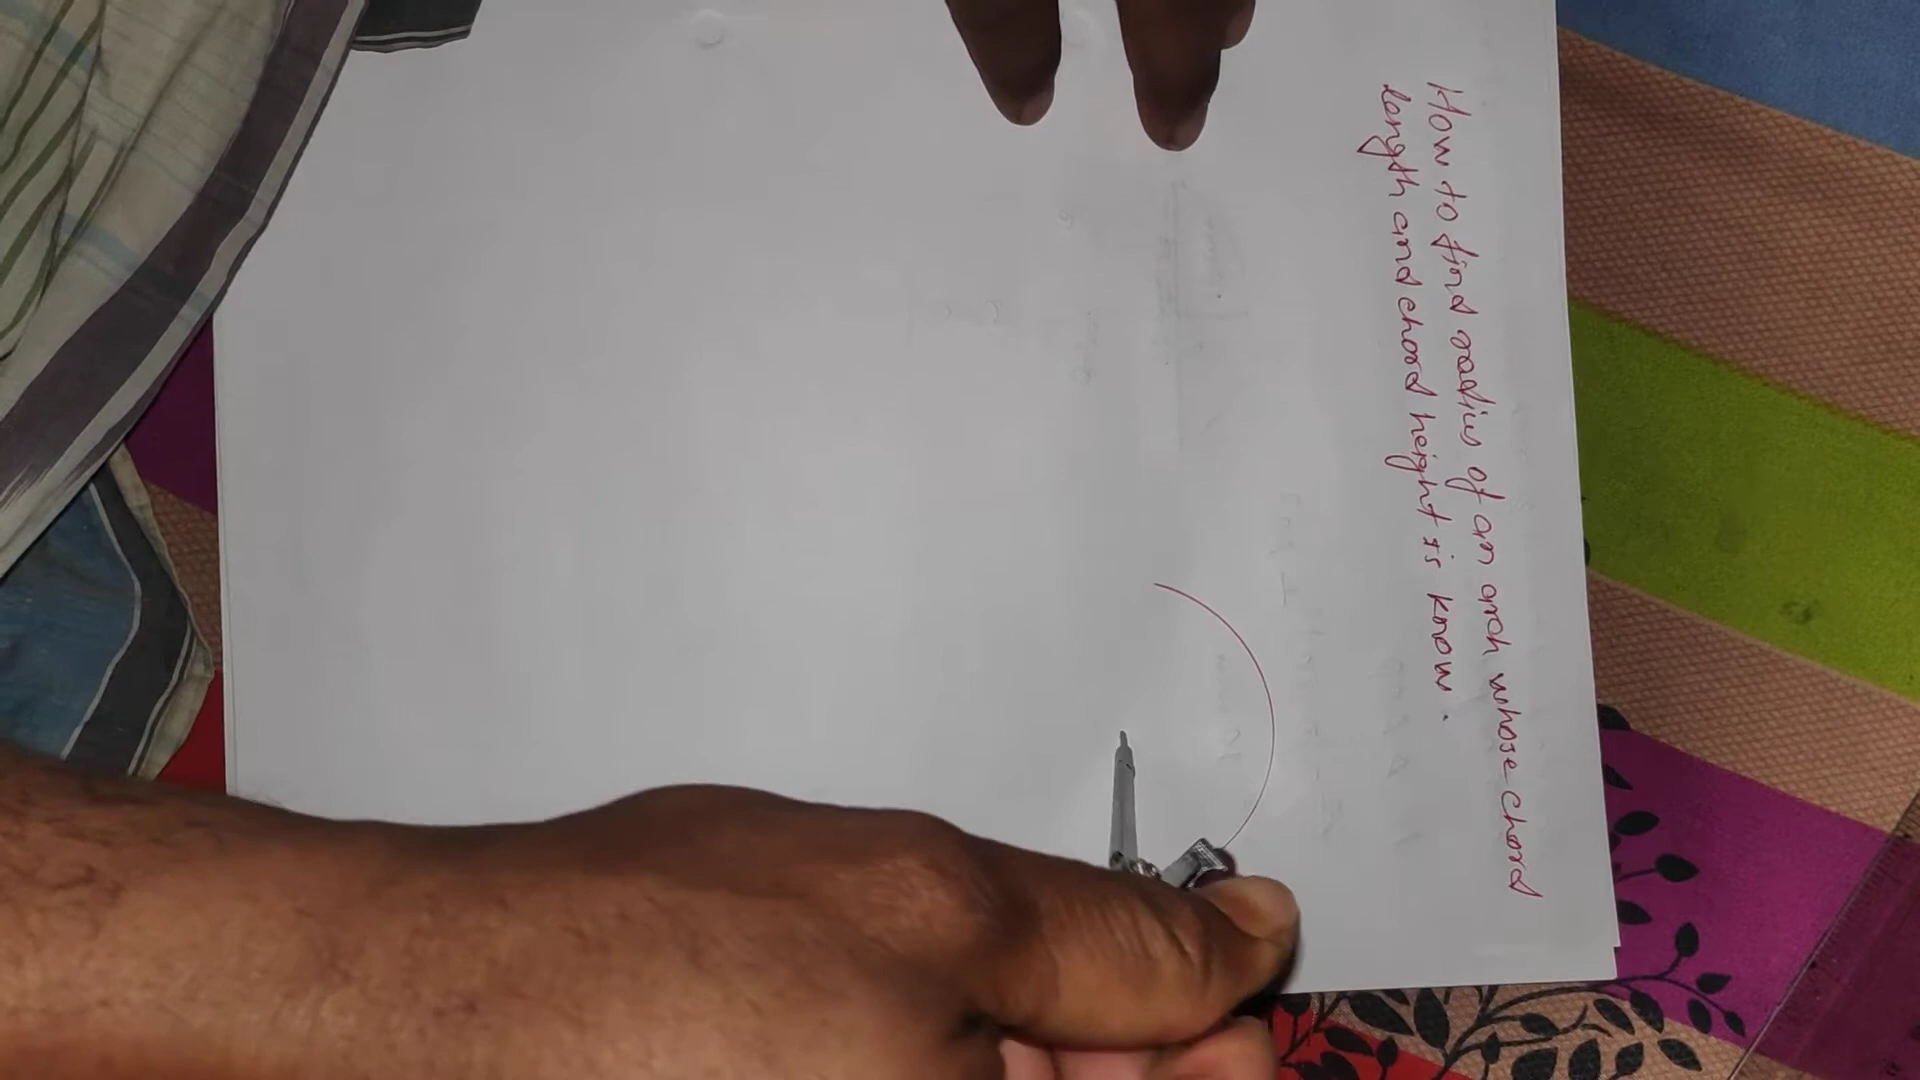 How to find radius of an arch whose chord
length and chord height is know.